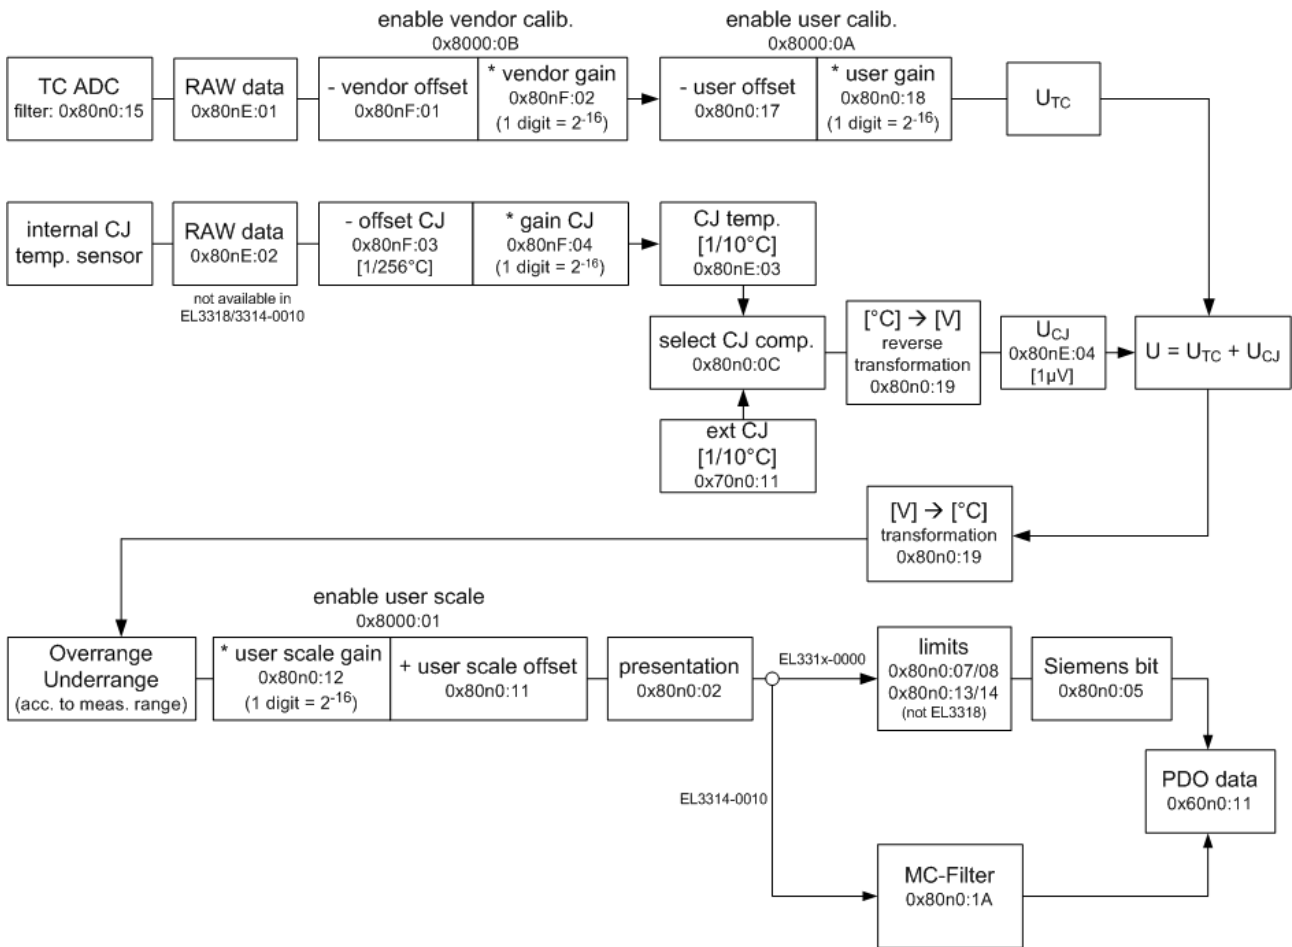 enable vendor calib.
0x8000:0B
enable user calib.
0x8000:0A
TC ADC
filter: 0x80n0:15
RAW data
0x80nE:01
- vendor offset
0x80nF:01
* vendor gain
0x80nF:02
(1 digit = 2⁻¹⁶)
- user offset
0x80n0:17
* user gain
0x80n0:18
(1 digit = 2⁻¹⁶)
U_TC
internal CJ
temp. sensor
RAW data
0x80nE:02
not available in
EL3318/3314-0010
- offset CJ
0x80nF:03
[1/256°C]
* gain CJ
0x80nF:04
(1 digit = 2⁻¹⁶)
CJ temp.
[1/10°C]
0x80nE:03
select CJ comp.
0x80n0:0C
ext CJ
[1/10°C]
0x70n0:11
[°C] → [V]
reverse
transformation
0x80n0:19
U_CJ
0x80nE:04
[1µV]
U = U_TC + U_CJ
[V] → [°C]
transformation
0x80n0:19
enable user scale
0x8000:01
Overrange
Underrange
(acc. to meas. range)
* user scale gain
0x80n0:12
(1 digit = 2⁻¹⁶)
+ user scale offset
0x80n0:11
presentation
0x80n0:02
EL331x-0000
limits
0x80n0:07/08
0x80n0:13/14
(not EL3318)
Siemens bit
0x80n0:05
PDO data
0x60n0:11
EL3314-0010
MC-Filter
0x80n0:1A